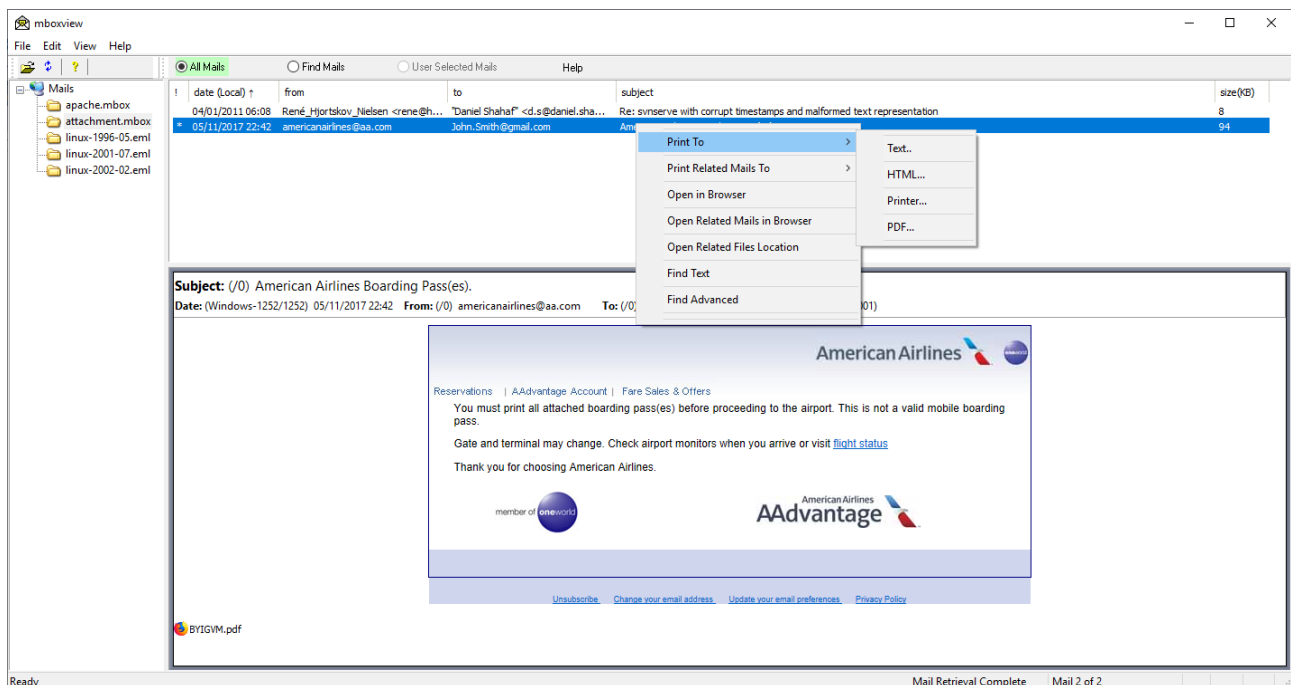 mboxview
File Edit View Help
All Mails Find Mails User Selected Mails Help
Mails
apache.mbox
attachment.mbox
linux-1996-05.eml
linux-2001-07.eml
linux-2002-02.eml
! date (Local) ↑ from to subject size(KB)
04/01/2011 06:08 René_Hjortskov_Nielsen <rene@h... "Daniel Shahaf" <d.s@daniel.sha... Re: svnserve with corrupt timestamps and malformed text representation 8
* 05/11/2017 22:42 americanairlines@aa.com John.Smith@gmail.com 94
Print To
Print Related Mails To
Open in Browser
Open Related Mails in Browser
Open Related Files Location
Find Text
Find Advanced
Text..
HTML...
Printer...
PDF...
Subject: (/0) American Airlines Boarding Pass(es).
Date: (Windows-1252/1252) 05/11/2017 22:42 From: (/0) americanairlines@aa.com To: (/0) 001)
American Airlines
oneworld
Reservations | AAdvantage Account | Fare Sales & Offers
You must print all attached boarding pass(es) before proceeding to the airport. This is not a valid mobile boarding
pass.
Gate and terminal may change. Check airport monitors when you arrive or visit flight status
Thank you for choosing American Airlines.
member of oneworld
American Airlines
AAdvantage
Unsubscribe Change your email address Update your email preferences Privacy Policy
BYIGVM.pdf
Ready Mail Retrieval Complete Mail 2 of 2